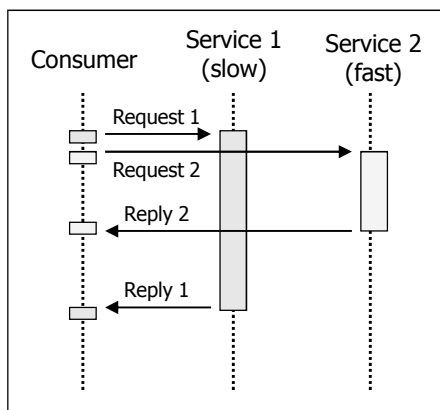 Consumer
Service 1
(slow)
Service 2
(fast)
Request 1
Request 2
Reply 2
Reply 1